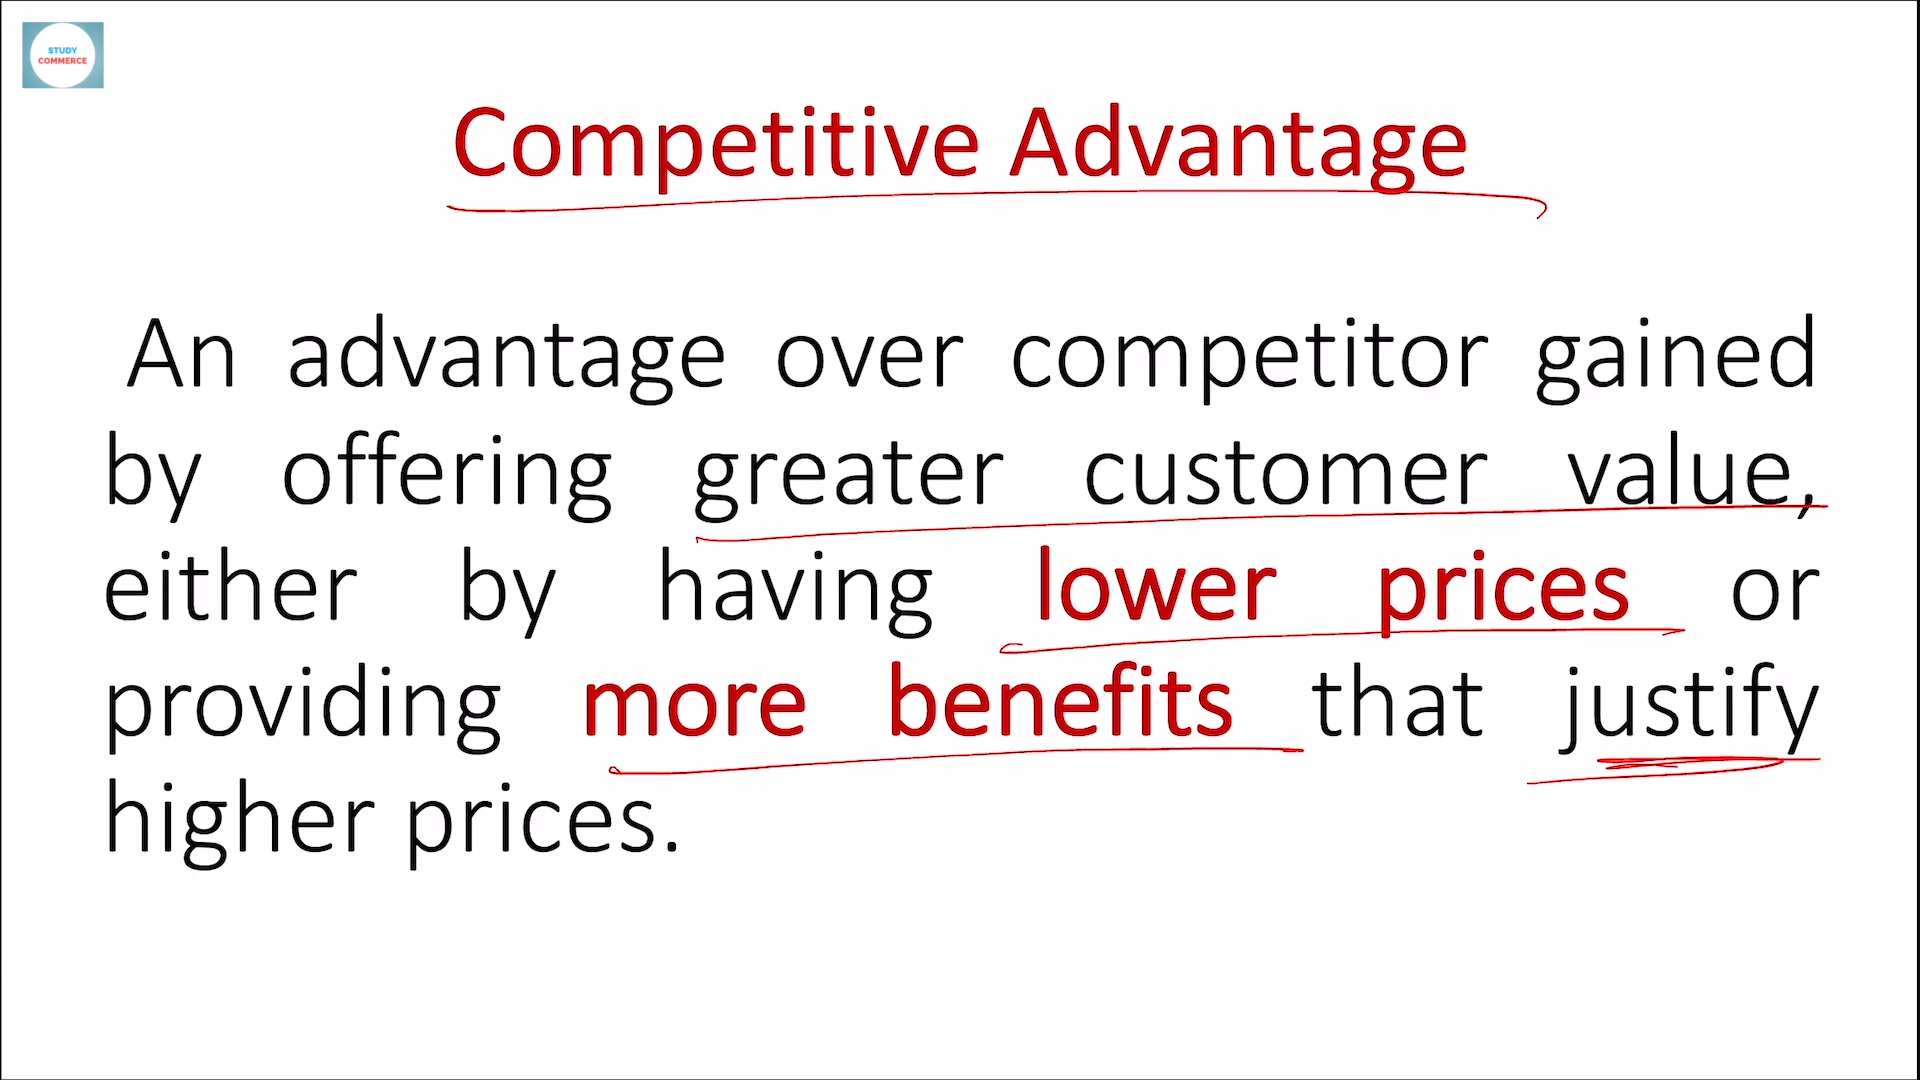 STUDY
COMMERCE
Competitive Advantage
An advantage over competitor gained
by offering greater customer value,
either by having lower prices or
providing more benefits that justify
higher prices.